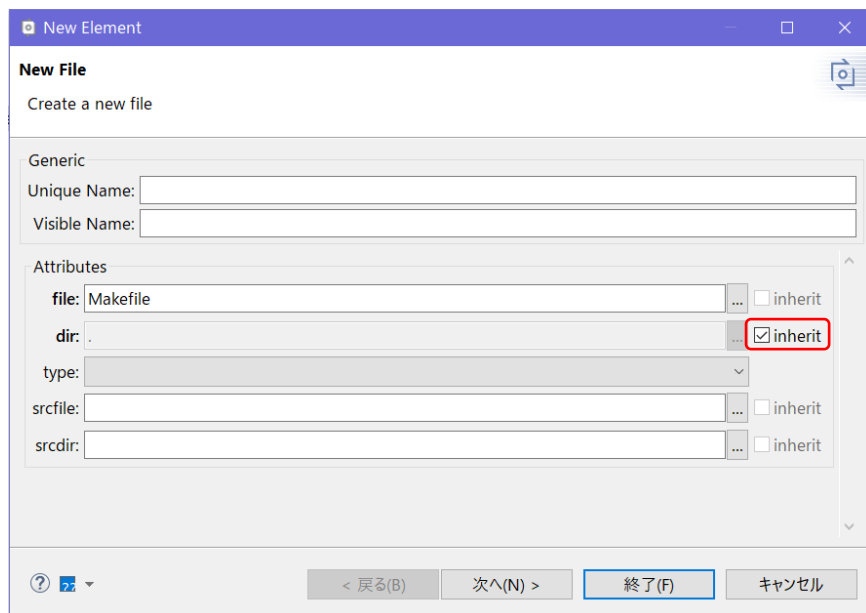 New Element
New File
Create a new file
Generic
Unique Name:
Visible Name:
Attributes
file: Makefile ... inherit
dir: . ... inherit
type:
srcfile: ... inherit
srcdir: ... inherit
< 戻る(B) 次へ(N) > 終了(F) キャンセル